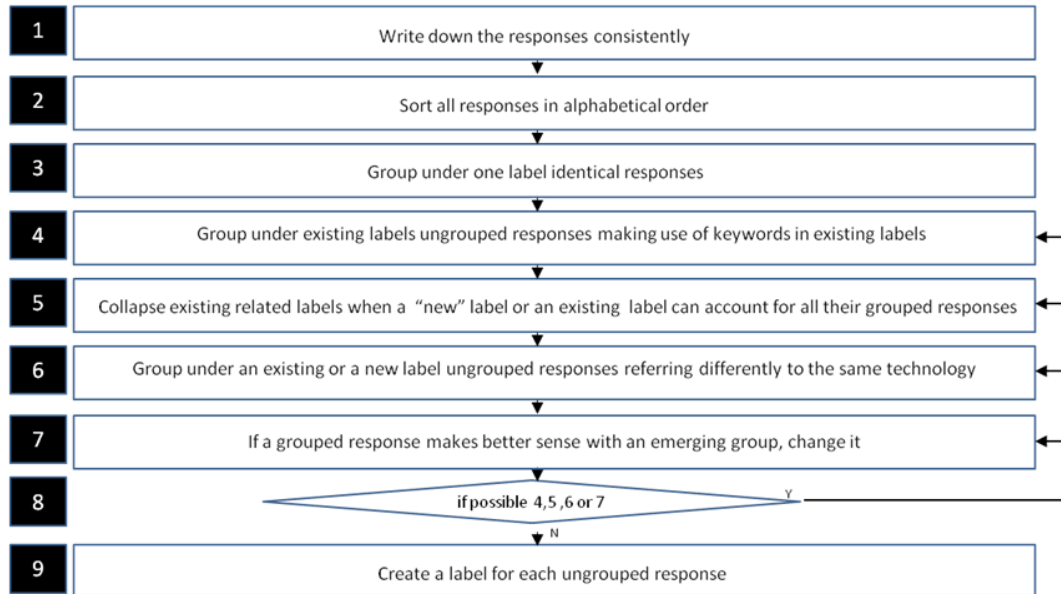 1
Write down the responses consistently
2
Sort all responses in alphabetical order
3
Group under one label identical responses
4
Group under existing labels ungrouped responses making use of keywords in existing labels
5
Collapse existing related labels when a “new” label or an existing label can account for all their grouped responses
6
Group under an existing or a new label ungrouped responses referring differently to the same technology
7
If a grouped response makes better sense with an emerging group, change it
8
if possible 4,5 ,6 or 7
Y
N
9
Create a label for each ungrouped response